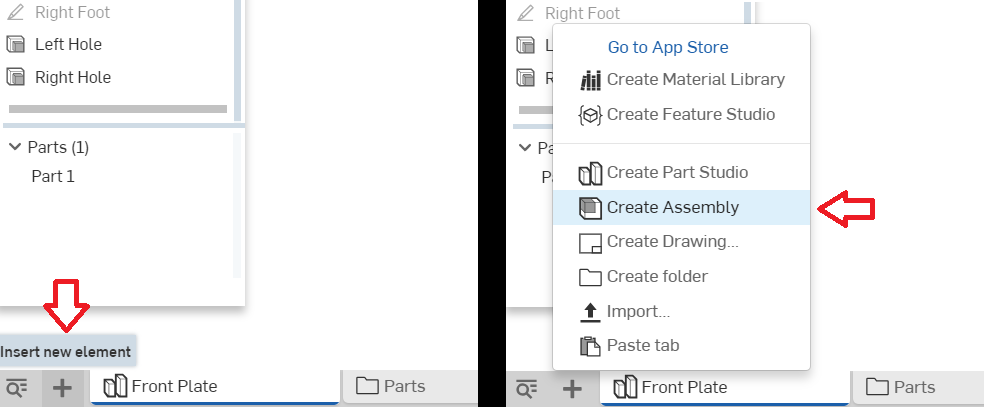 Right Foot
Left Hole
Right Hole
Parts (1)
Part 1
Insert new element
Front Plate
Parts
Right Foot
L
R
Go to App Store
Create Material Library
Create Feature Studio
Pa
Create Part Studio
Pa
Create Assembly
Create Drawing...
Create folder
Import...
Paste tab
Front Plate
Parts